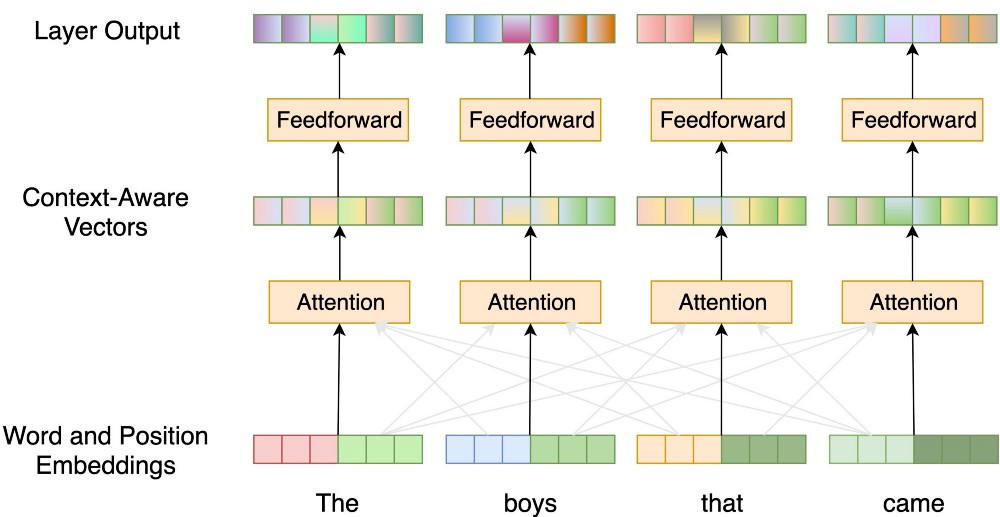 Layer Output
Feedforward Feedforward Feedforward Feedforward
Context-Aware
Vectors
Attention Attention Attention Attention
Word and Position
Embeddings
The boys that came